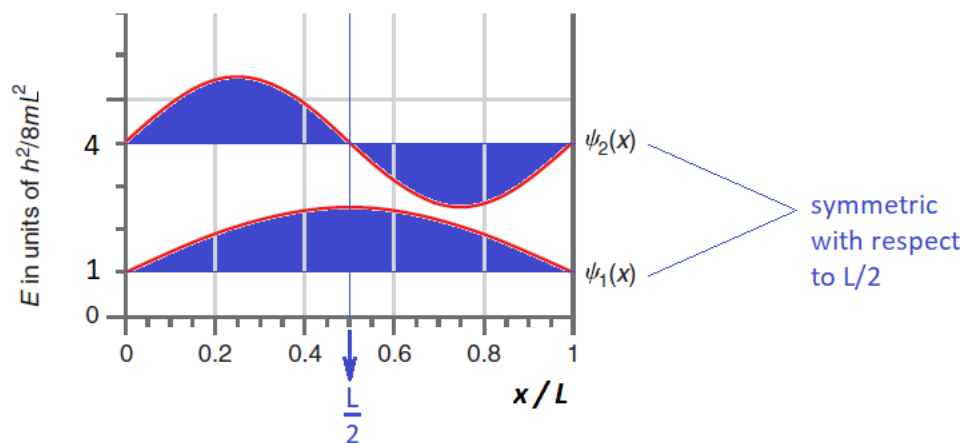 E in units of h²/8mL²
4
1
0
ψ₂(x)
ψ₁(x)
symmetric
with respect
to L/2
0 0.2 0.4 0.6 0.8 1
x / L
L
2